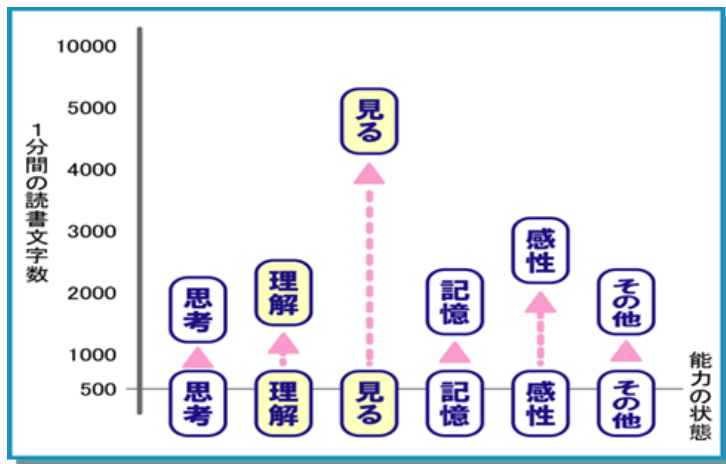 10000
5000
4000
3000
2000
1000
500
1分間の読書文字数
見る
感性
理解
思考
記憶
その他
思考
理解
見る
記憶
感性
その他
能力の状態